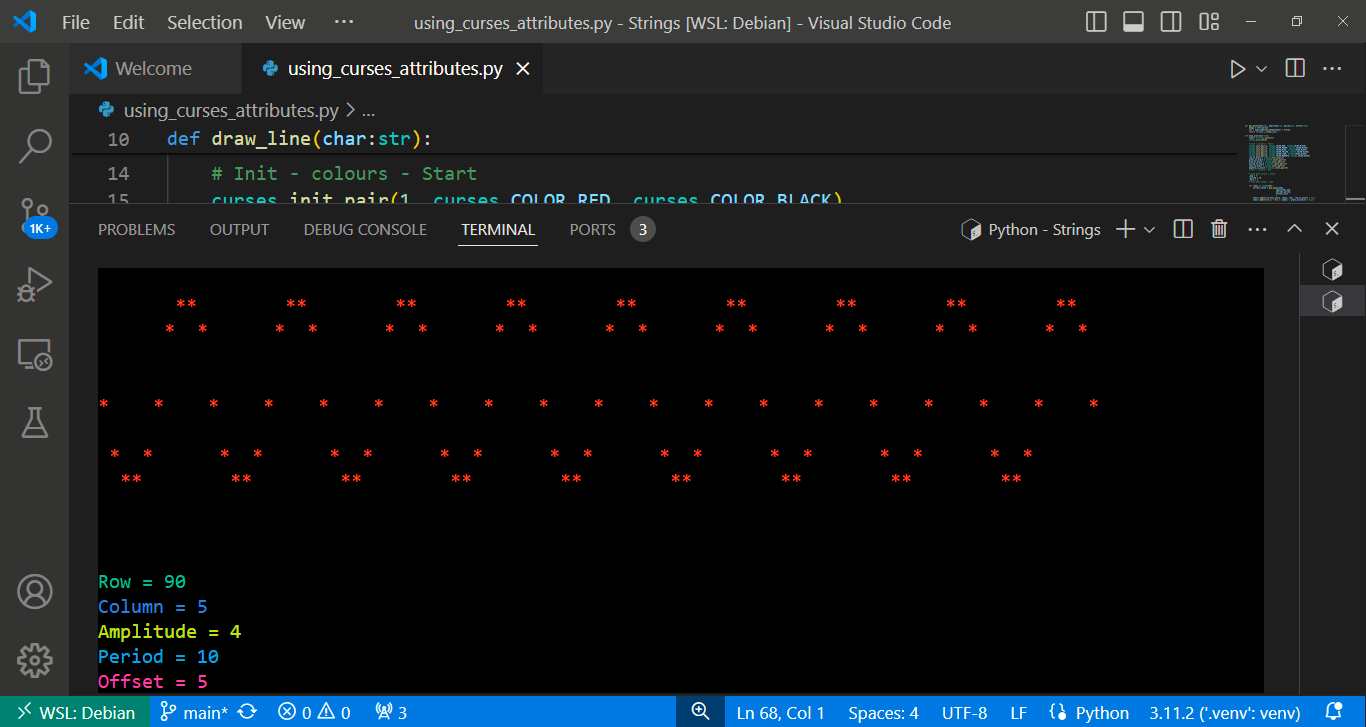 File Edit Selection View ··· using_curses_attributes.py - Strings [WSL: Debian] - Visual Studio Code
Welcome using_curses_attributes.py
using_curses_attributes.py > ...
10 def draw_line(char:str):
14 # Init - colours - Start
15 curses.init_pair(1, curses.COLOR_RED, curses.COLOR_BLACK)
1K+
PROBLEMS OUTPUT DEBUG CONSOLE TERMINAL PORTS 3 Python - Strings
** ** ** ** ** ** ** ** **
* * * * * * * * * * * * * * * * * *
* * * * * * * * * * * * * * * * * * *
* * * * * * * * * * * * * * * * * *
** ** ** ** ** ** ** ** **
Row = 90
Column = 5
Amplitude = 4
Period = 10
Offset = 5
WSL: Debian main* 0 0 3 Ln 68, Col 1 Spaces: 4 UTF-8 LF Python 3.11.2 ('.venv': venv)